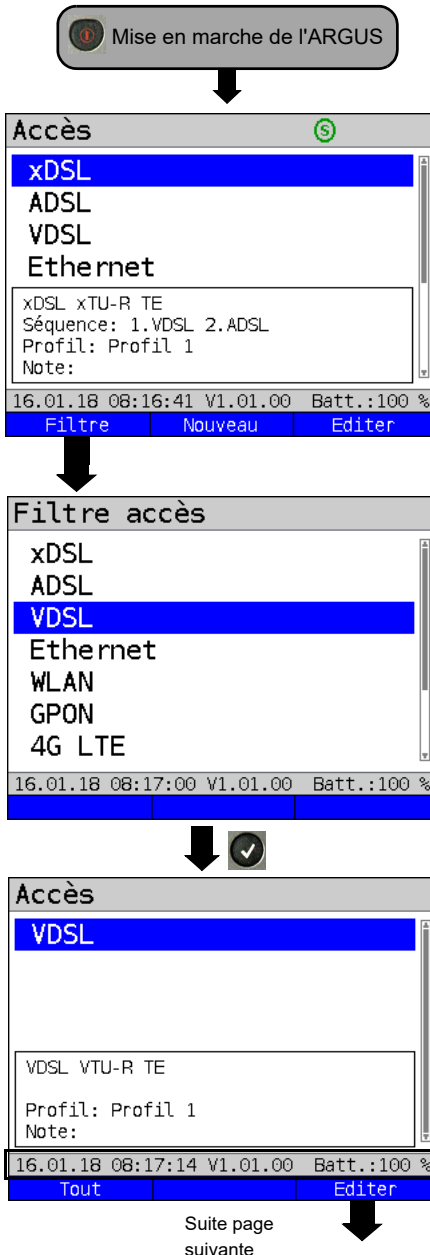 Mise en marche de l'ARGUS
Accès S
xDSL
ADSL
VDSL
Ethernet
xDSL xTU-R TE
Séquence: 1.VDSL 2.ADSL
Profil: Profil 1
Note:
16.01.18 08:16:41 V1.01.00 Batt.:100 %
Filtre Nouveau Editer
Filtre accès
xDSL
ADSL
VDSL
Ethernet
WLAN
GPON
4G LTE
16.01.18 08:17:00 V1.01.00 Batt.:100 %
Accès
VDSL
VDSL VTU-R TE
Profil: Profil 1
Note:
16.01.18 08:17:14 V1.01.00 Batt.:100 %
Tout Editer
Suite page
suivante